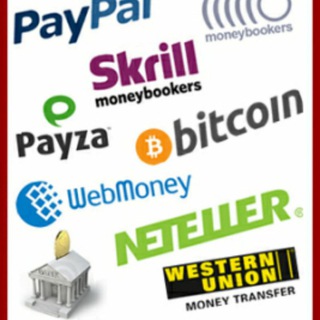 PayPal
moneybookers
Skrill
moneybookers
Payza
bitcoin
WebMoney
NETELLER
WESTERN
UNION
MONEY TRANSFER